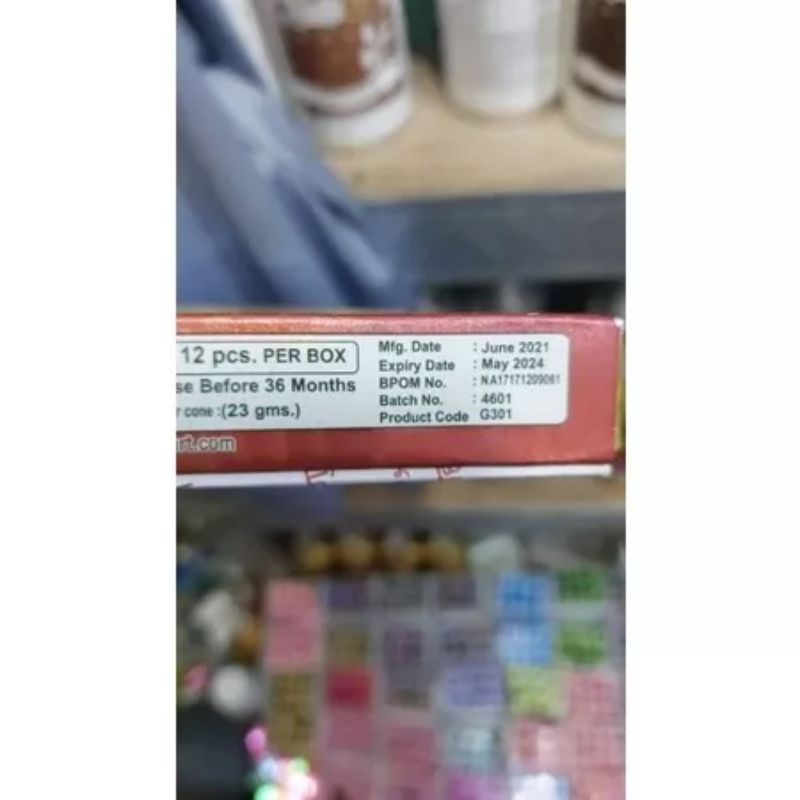 12 pcs. PER BOX
se Before 36 Months
r cone :(23 gms.)
rt.com
Mfg. Date : June 2021
Expiry Date : May 2024
BPOM No. : NA17171209061
Batch No. : 4601
Product Code G301